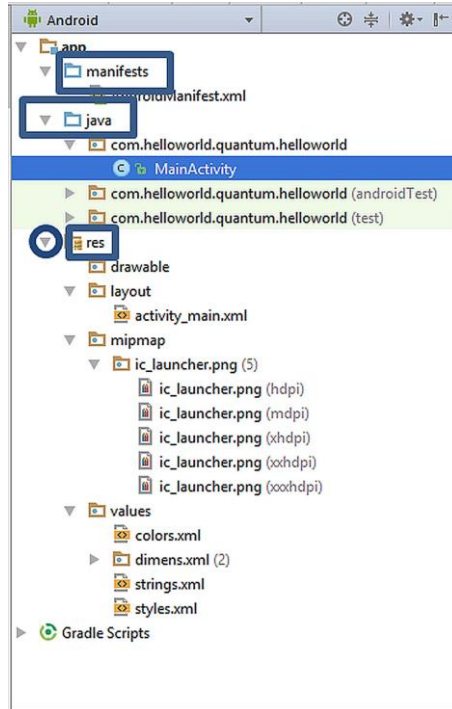 Android
app
manifests
AndroidManifest.xml
java
com.helloworld.quantum.helloworld
MainActivity
com.helloworld.quantum.helloworld (androidTest)
com.helloworld.quantum.helloworld (test)
res
drawable
layout
activity_main.xml
mipmap
ic_launcher.png (5)
ic_launcher.png (hdpi)
ic_launcher.png (mdpi)
ic_launcher.png (xhdpi)
ic_launcher.png (xxhdpi)
ic_launcher.png (xxxhdpi)
values
colors.xml
dimens.xml (2)
strings.xml
styles.xml
Gradle Scripts